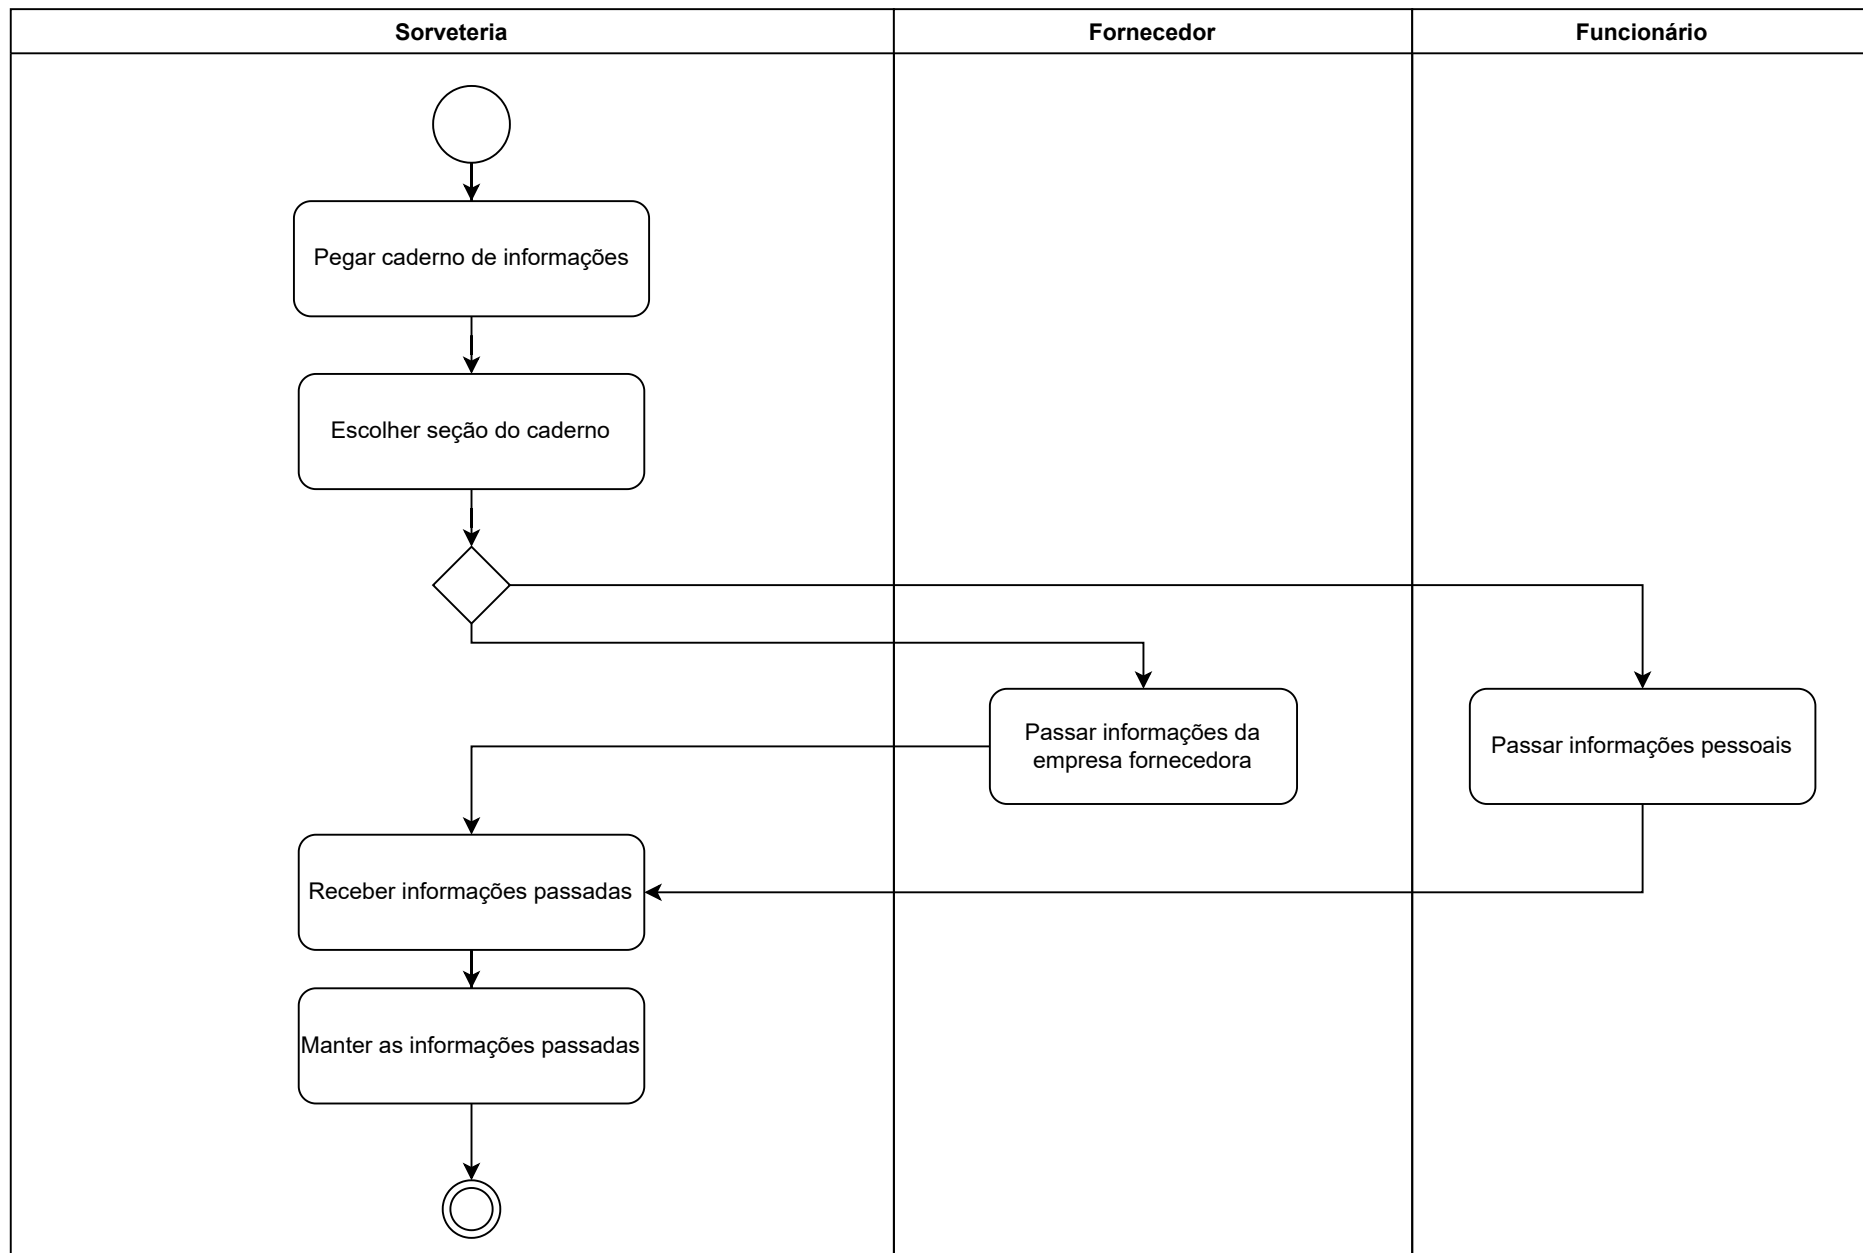 Sorveteria
Fornecedor
Funcionário
Pegar caderno de informações
Escolher seção do caderno
Passar informações da
empresa fornecedora
Passar informações pessoais
Receber informações passadas
Manter as informações passadas